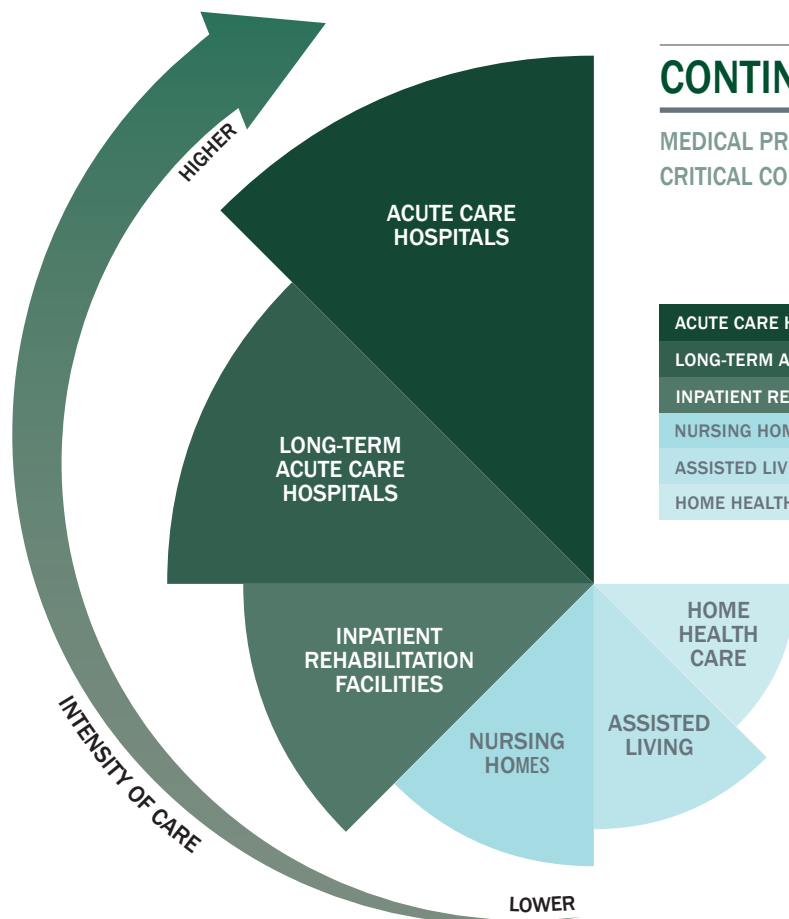 CONTIN
MEDICAL PR
CRITICAL CO
HIGHER
ACUTE CARE
HOSPITALS
ACUTE CARE H
LONG-TERM A
INPATIENT RE
NURSING HOM
ASSISTED LIVI
HOME HEALTH
LONG-TERM
ACUTE CARE
HOSPITALS
INPATIENT
REHABILITATION
FACILITIES
HOME
HEALTH
CARE
NURSING
HOMES
ASSISTED
LIVING
INTENSITY OF CARE
LOWER